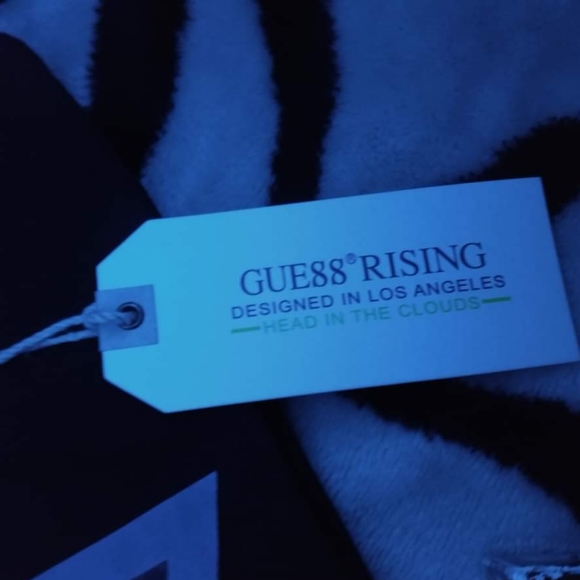 GUE88® RISING
DESIGNED IN LOS ANGELES
HEAD IN THE CLOUDS